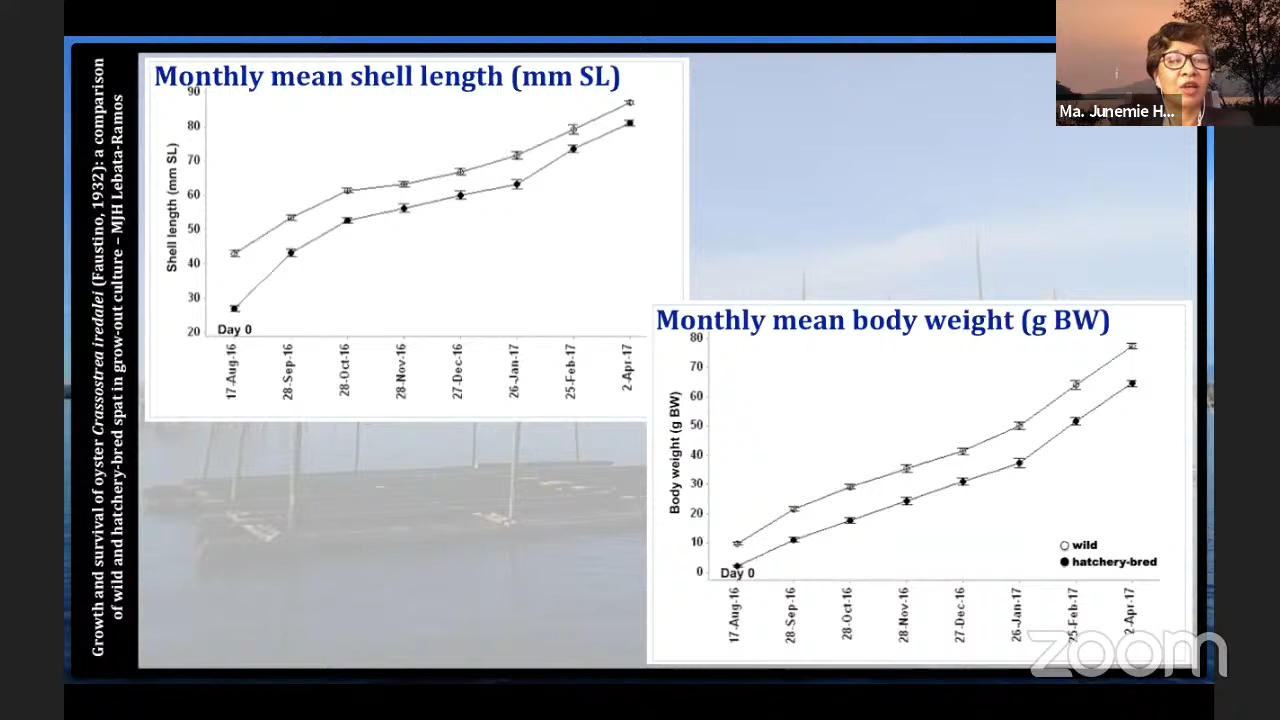 Growth and survival of oyster Crassostrea iredalei (Faustino, 1932): a comparison
of wild and hatchery-bred spat in grow-out culture – MJH Lebata-Ramos
Monthly mean shell length (mm SL)
Shell length (mm SL)
90
80
70
60
50
40
30
20
Day 0
17-Aug-16
28-Sep-16
28-Oct-16
28-Nov-16
27-Dec-16
26-Jan-17
25-Feb-17
2-Apr-17
Monthly mean body weight (g BW)
Body weight (g BW)
80
70
60
50
40
30
20
10
0
Day 0
wild
hatchery-bred
17-Aug-16
28-Sep-16
28-Oct-16
28-Nov-16
27-Dec-16
26-Jan-17
25-Feb-17
2-Apr-17
Ma. Junemie H...
zoom